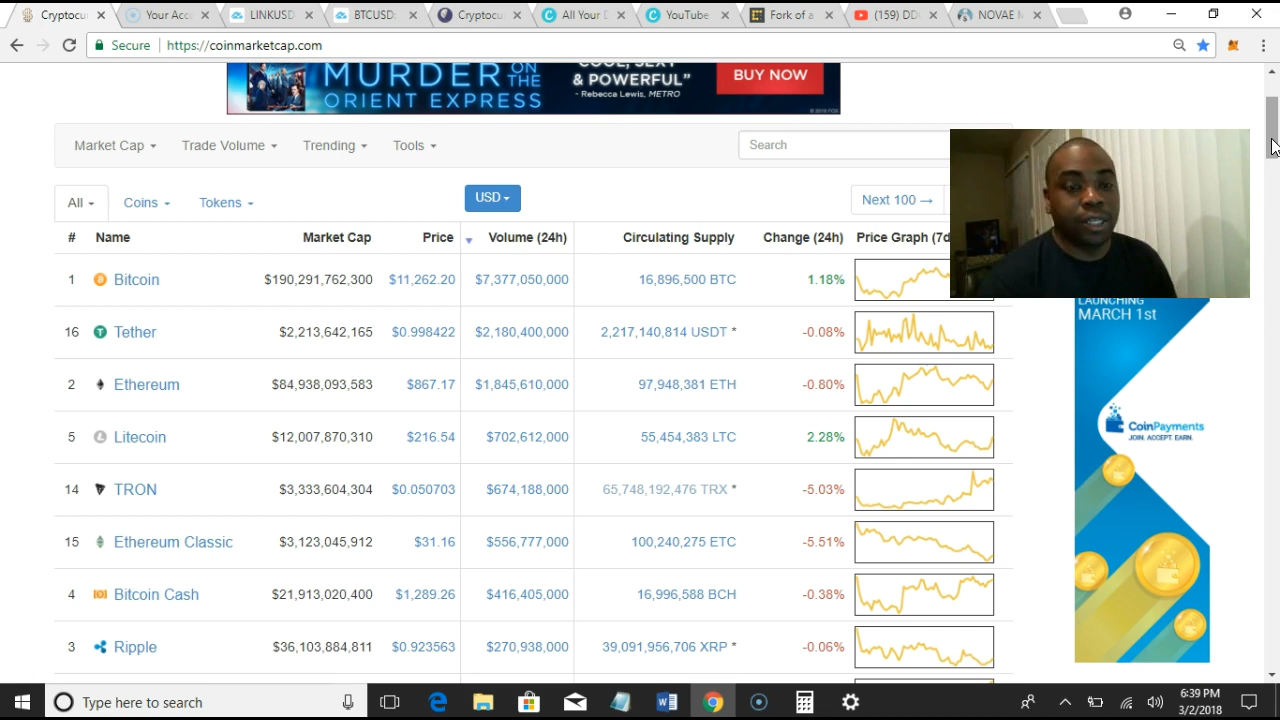 Cryptocu
Your Acc
LINKUSD
BTCUSD:
Cryptocu
All Your
YouTube
Fork of a
(159) DD
NOVAE
Secure https://coinmarketcap.com
MURDER ON THE
ORIENT EXPRESS
COOL, SEXY
& POWERFUL"
- Rebecca Lewis, METRO
BUY NOW
Market Cap Trade Volume Trending Tools Search
All Coins Tokens USD Next 100 →
# Name Market Cap Price Volume (24h) Circulating Supply Change (24h) Price Graph (7d
1 Bitcoin $190,291,762,300 $11,262.20 $7,377,050,000 16,896,500 BTC 1.18%
16 Tether $2,213,642,165 $0.998422 $2,180,400,000 2,217,140,814 USDT * -0.08%
2 Ethereum $84,938,093,583 $867.17 $1,845,610,000 97,948,381 ETH -0.80%
5 Litecoin $12,007,870,310 $216.54 $702,612,000 55,454,383 LTC 2.28%
14 TRON $3,333,604,304 $0.050703 $674,188,000 65,748,192,476 TRX * -5.03%
15 Ethereum Classic $3,123,045,912 $31.16 $556,777,000 100,240,275 ETC -5.51%
4 Bitcoin Cash $21,913,020,400 $1,289.26 $416,405,000 16,996,588 BCH -0.38%
3 Ripple $36,103,884,811 $0.923563 $270,938,000 39,091,956,706 XRP * -0.06%
LAUNCHING
MARCH 1st
CoinPayments
JOIN. ACCEPT. EARN.
Type here to search
6:39 PM
3/2/2018